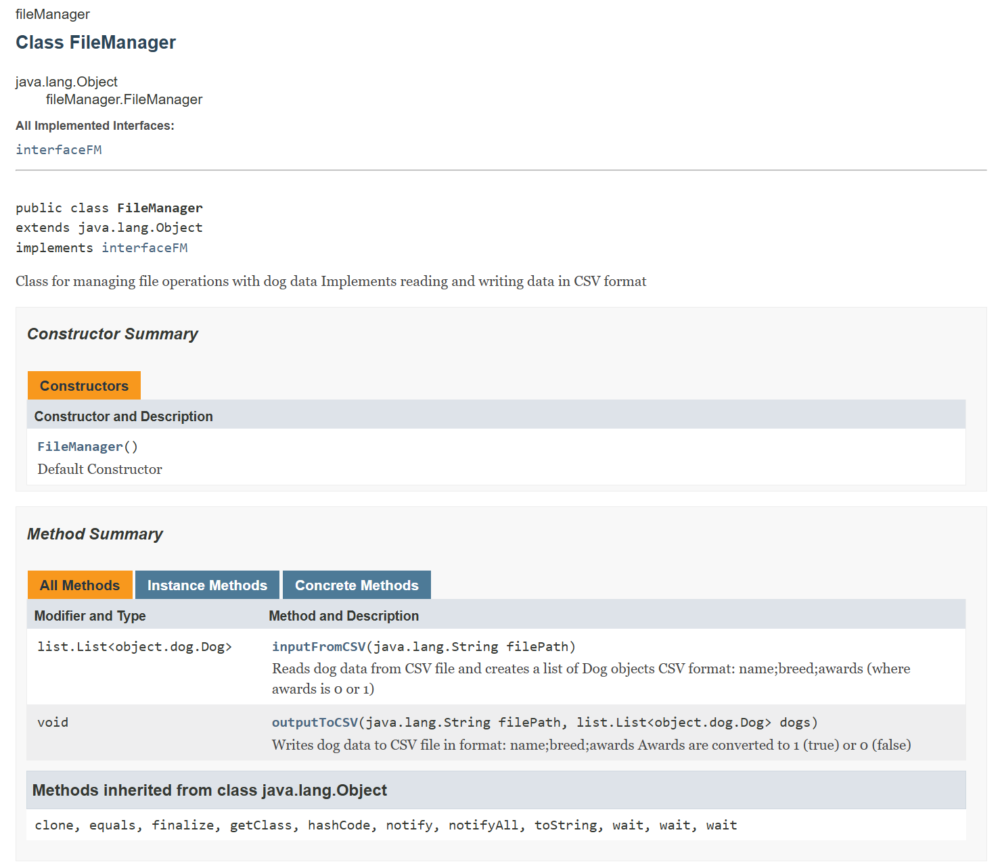 fileManager
Class FileManager
java.lang.Object
fileManager.FileManager
All Implemented Interfaces:
interfaceFM
public class FileManager
extends java.lang.Object
implements interfaceFM
Class for managing file operations with dog data Implements reading and writing data in CSV format
Constructor Summary
Constructors
Constructor and Description
FileManager()
Default Constructor
Method Summary
All Methods Instance Methods Concrete Methods
Modifier and Type Method and Description
list.List<object.dog.Dog> inputFromCSV(java.lang.String filePath)
Reads dog data from CSV file and creates a list of Dog objects CSV format: name;breed;awards (where
awards is 0 or 1)
void outputToCSV(java.lang.String filePath, list.List<object.dog.Dog> dogs)
Writes dog data to CSV file in format: name;breed;awards Awards are converted to 1 (true) or 0 (false)
Methods inherited from class java.lang.Object
clone, equals, finalize, getClass, hashCode, notify, notifyAll, toString, wait, wait, wait